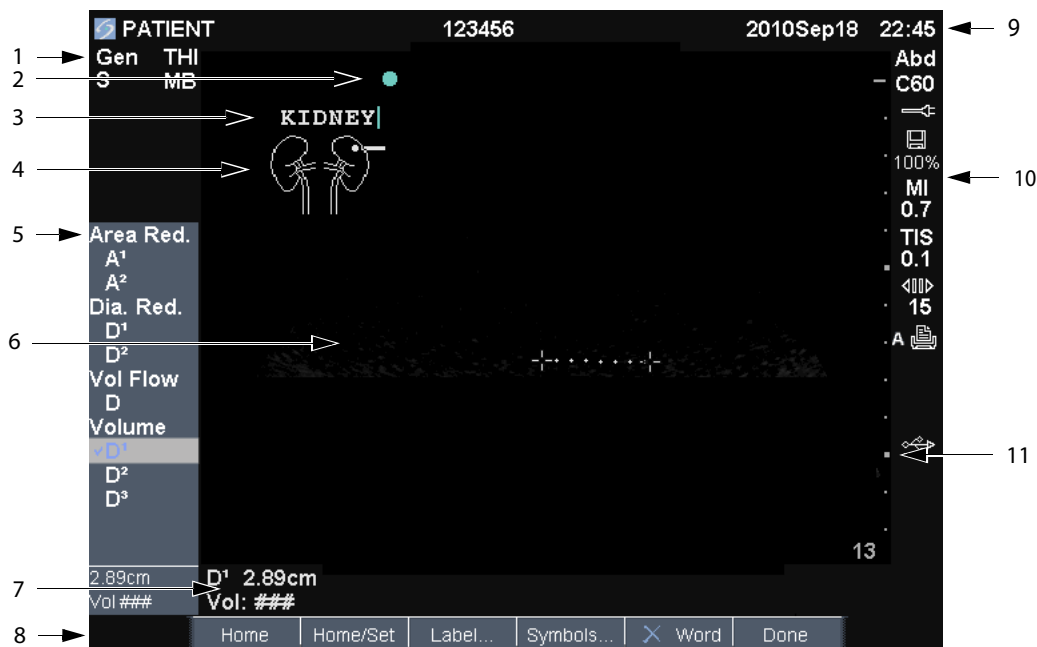 PATIENT 123456 2010Sep18 22:45 9
1 Gen THI Abd
2 S MB C60
3 KIDNEY
100%
4 10
MI
0.7
5 Area Red. TIS
A¹ 0.1
A²
Dia. Red. 15
D¹
6 A
D²
Vol Flow
D
Volume
✓D¹ 11
D²
D³
13
2.89cm D¹ 2.89cm
7
Vol ### Vol: ###
8 Home Home/Set Label... Symbols... X Word Done